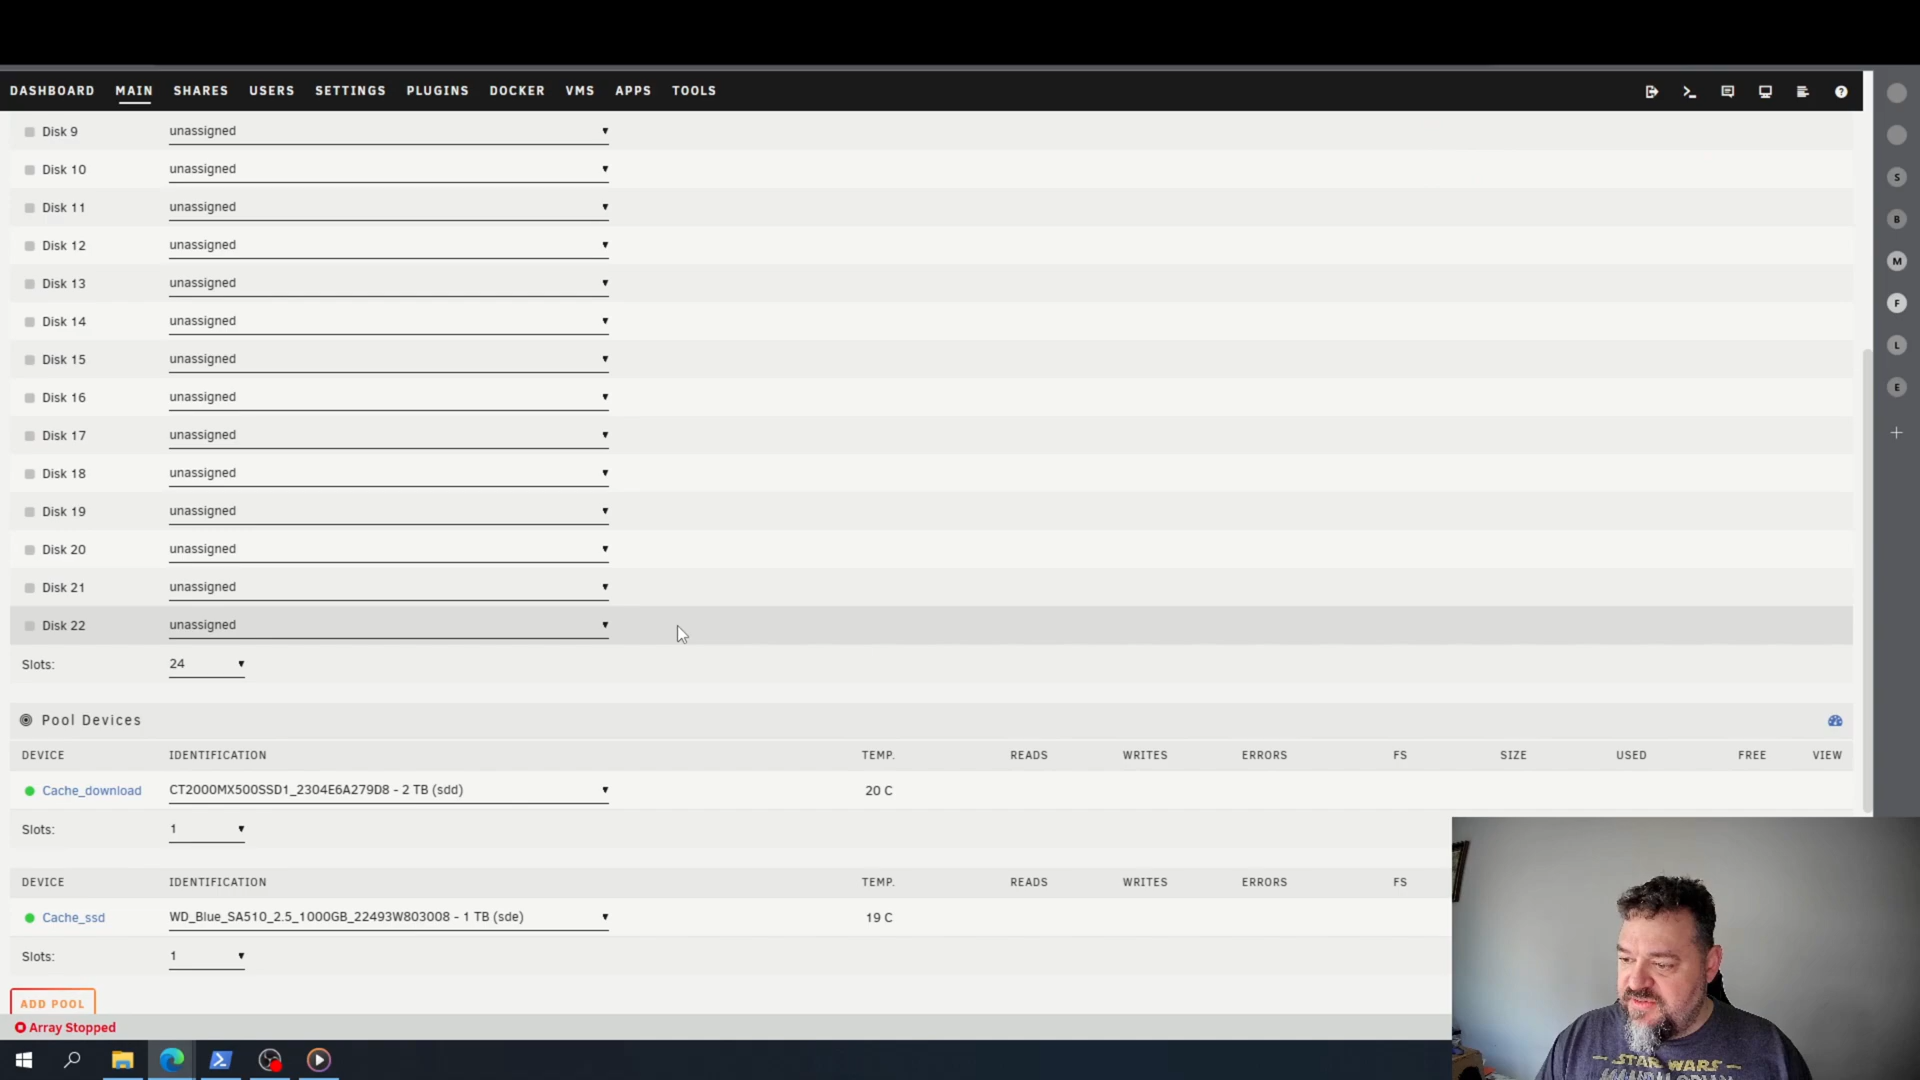 DASHBOARD MAIN SHARES USERS SETTINGS PLUGINS DOCKER VMS APPS TOOLS
Disk 9 unassigned
Disk 10 unassigned
Disk 11 unassigned
Disk 12 unassigned
Disk 13 unassigned
Disk 14 unassigned
Disk 15 unassigned
Disk 16 unassigned
Disk 17 unassigned
Disk 18 unassigned
Disk 19 unassigned
Disk 20 unassigned
Disk 21 unassigned
Disk 22 unassigned
Slots: 24
Pool Devices
DEVICE IDENTIFICATION TEMP. READS WRITES ERRORS FS SIZE USED FREE VIEW
Cache_download CT2000MX500SSD1_2304E6A279D8 - 2 TB (sdd) 20 C
Slots: 1
DEVICE IDENTIFICATION TEMP. READS WRITES ERRORS FS
Cache_ssd WD_Blue_SA510_2.5_1000GB_22493W803008 - 1 TB (sde) 19 C
Slots: 1
ADD POOL
Array Stopped
S
B
M
F
L
E
STAR WARS